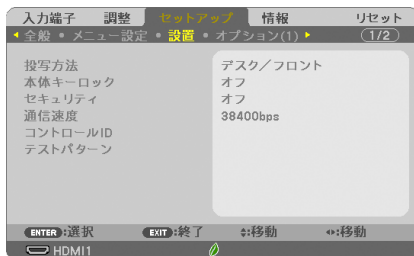 入力端子 調整 セットアップ 情報 リセット
全般 • メニュー設定 • 設置 • オプション(1) (1/2)
投写方法 デスク／フロント
本体キーロック オフ
セキュリティ オフ
通信速度 38400bps
コントロールID
テストパターン
ENTER:選択 EXIT:終了 :移動 :移動
HDMI1